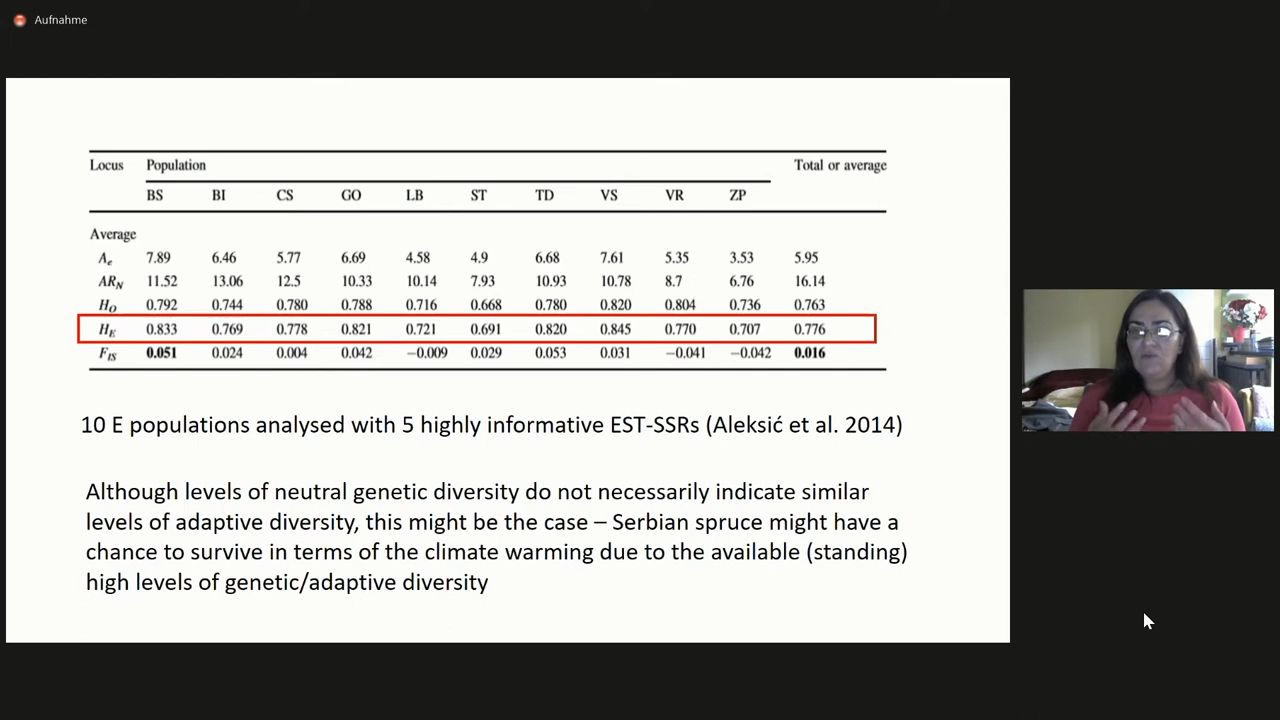 Aufnahme
Locus Population Total or average
BS BI CS GO LB ST TD VS VR ZP
Average
Ae 7.89 6.46 5.77 6.69 4.58 4.9 6.68 7.61 5.35 3.53 5.95
ARN 11.52 13.06 12.5 10.33 10.14 7.93 10.93 10.78 8.7 6.76 16.14
HO 0.792 0.744 0.780 0.788 0.716 0.668 0.780 0.820 0.804 0.736 0.763
HE 0.833 0.769 0.778 0.821 0.721 0.691 0.820 0.845 0.770 0.707 0.776
FIS 0.051 0.024 0.004 0.042 −0.009 0.029 0.053 0.031 −0.041 −0.042 0.016
10 E populations analysed with 5 highly informative EST-SSRs (Aleksić et al. 2014)
Although levels of neutral genetic diversity do not necessarily indicate similar
levels of adaptive diversity, this might be the case – Serbian spruce might have a
chance to survive in terms of the climate warming due to the available (standing)
high levels of genetic/adaptive diversity